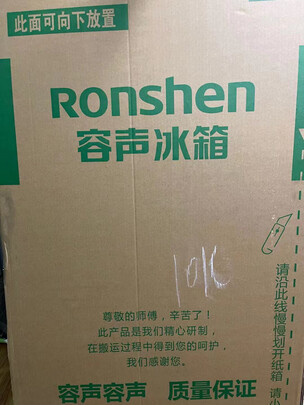 此面可向下放置
Ronshen
容声冰箱
1010
尊敬的师傅，辛苦了！
此产品是我们精心研制，
在搬运过程中得到您的呵护，
我们感谢您。
容声容声 质量保证
请沿此线慢慢划开纸箱
请小